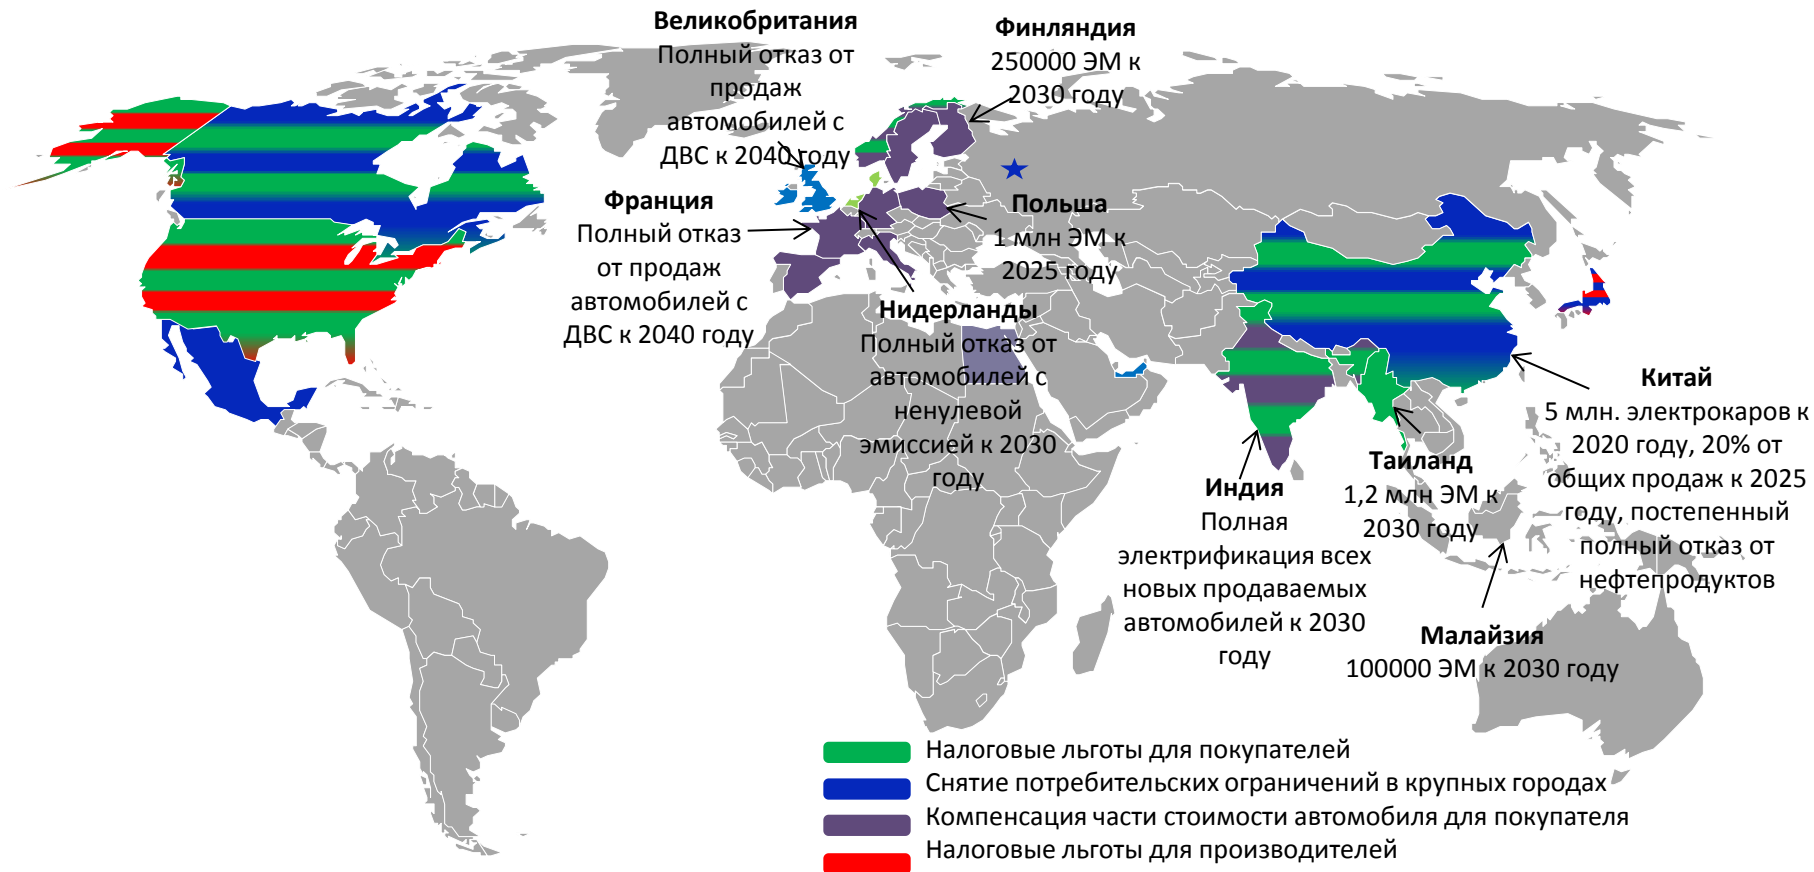 Великобритания
Полный отказ от
продаж
автомобилей с
ДВС к 2040 году
Финляндия
250000 ЭМ к
2030 году
Франция
Полный отказ
от продаж
автомобилей с
ДВС к 2040 году
Польша
1 млн ЭМ к
2025 году
Нидерланды
Полный отказ от
автомобилей с
ненулевой
эмиссией к 2030
году
Китай
5 млн. электрокаров к
2020 году, 20% от
общих продаж к 2025
году, постепенный
полный отказ от
нефтепродуктов
Таиланд
1,2 млн ЭМ к
2030 году
Индия
Полная
электрификация всех
новых продаваемых
автомобилей к 2030
году
Малайзия
100000 ЭМ к 2030 году
Налоговые льготы для покупателей
Снятие потребительских ограничений в крупных городах
Компенсация части стоимости автомобиля для покупателя
Налоговые льготы для производителей